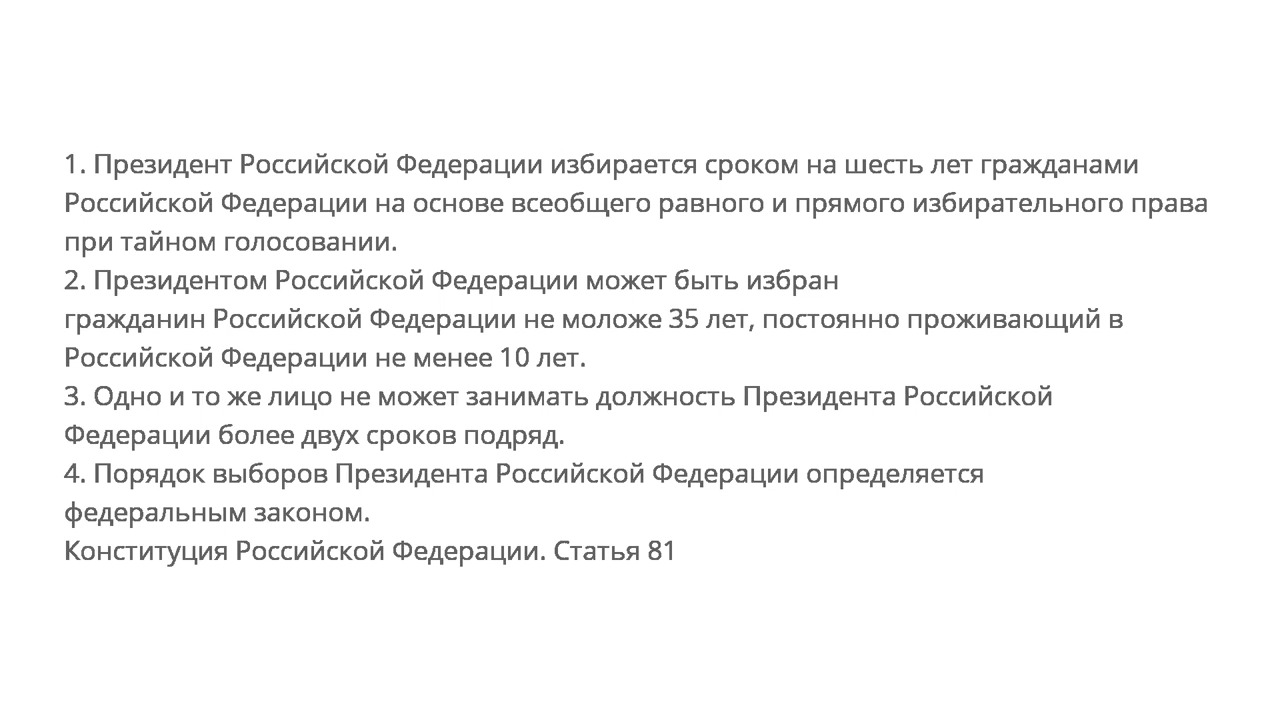 1. Президент Российской Федерации избирается сроком на шесть лет гражданами
Российской Федерации на основе всеобщего равного и прямого избирательного права
при тайном голосовании.
2. Президентом Российской Федерации может быть избран
гражданин Российской Федерации не моложе 35 лет, постоянно проживающий в
Российской Федерации не менее 10 лет.
3. Одно и то же лицо не может занимать должность Президента Российской
Федерации более двух сроков подряд.
4. Порядок выборов Президента Российской Федерации определяется
федеральным законом.
Конституция Российской Федерации. Статья 81